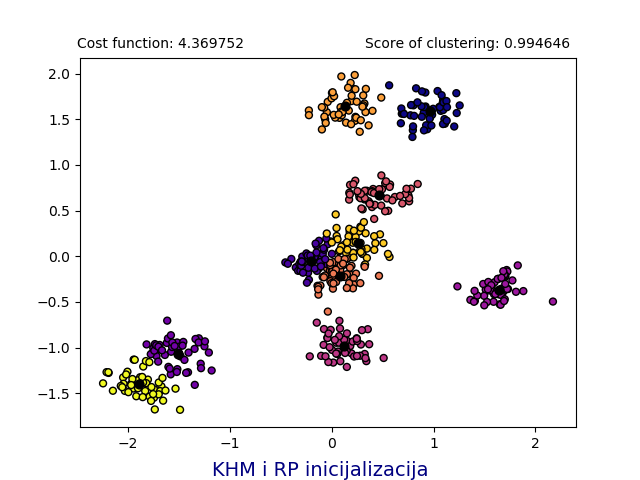 Cost function: 4.369752 Score of clustering: 0.994646
2.0
1.5
1.0
0.5
0.0
−0.5
−1.0
−1.5
−2 −1 0 1 2
KHM i RP inicijalizacija